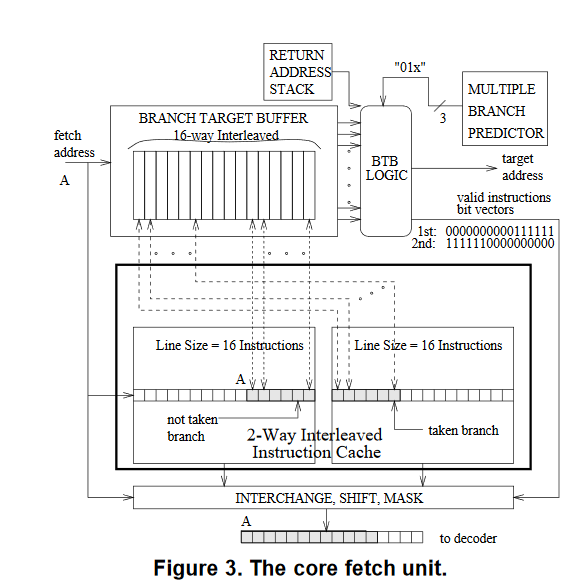 RETURN
ADDRESS
STACK
"01x"
MULTIPLE
BRANCH
PREDICTOR
3
BRANCH TARGET BUFFER
16-way Interleaved
fetch
address
A
BTB
LOGIC
target
address
valid instructions
bit vectors
1st: 0000000000111111
2nd: 1111110000000000
Line Size = 16 Instructions
Line Size = 16 Instructions
A
not taken
branch
taken branch
2-Way Interleaved
Instruction Cache
INTERCHANGE, SHIFT, MASK
A
to decoder
Figure 3. The core fetch unit.